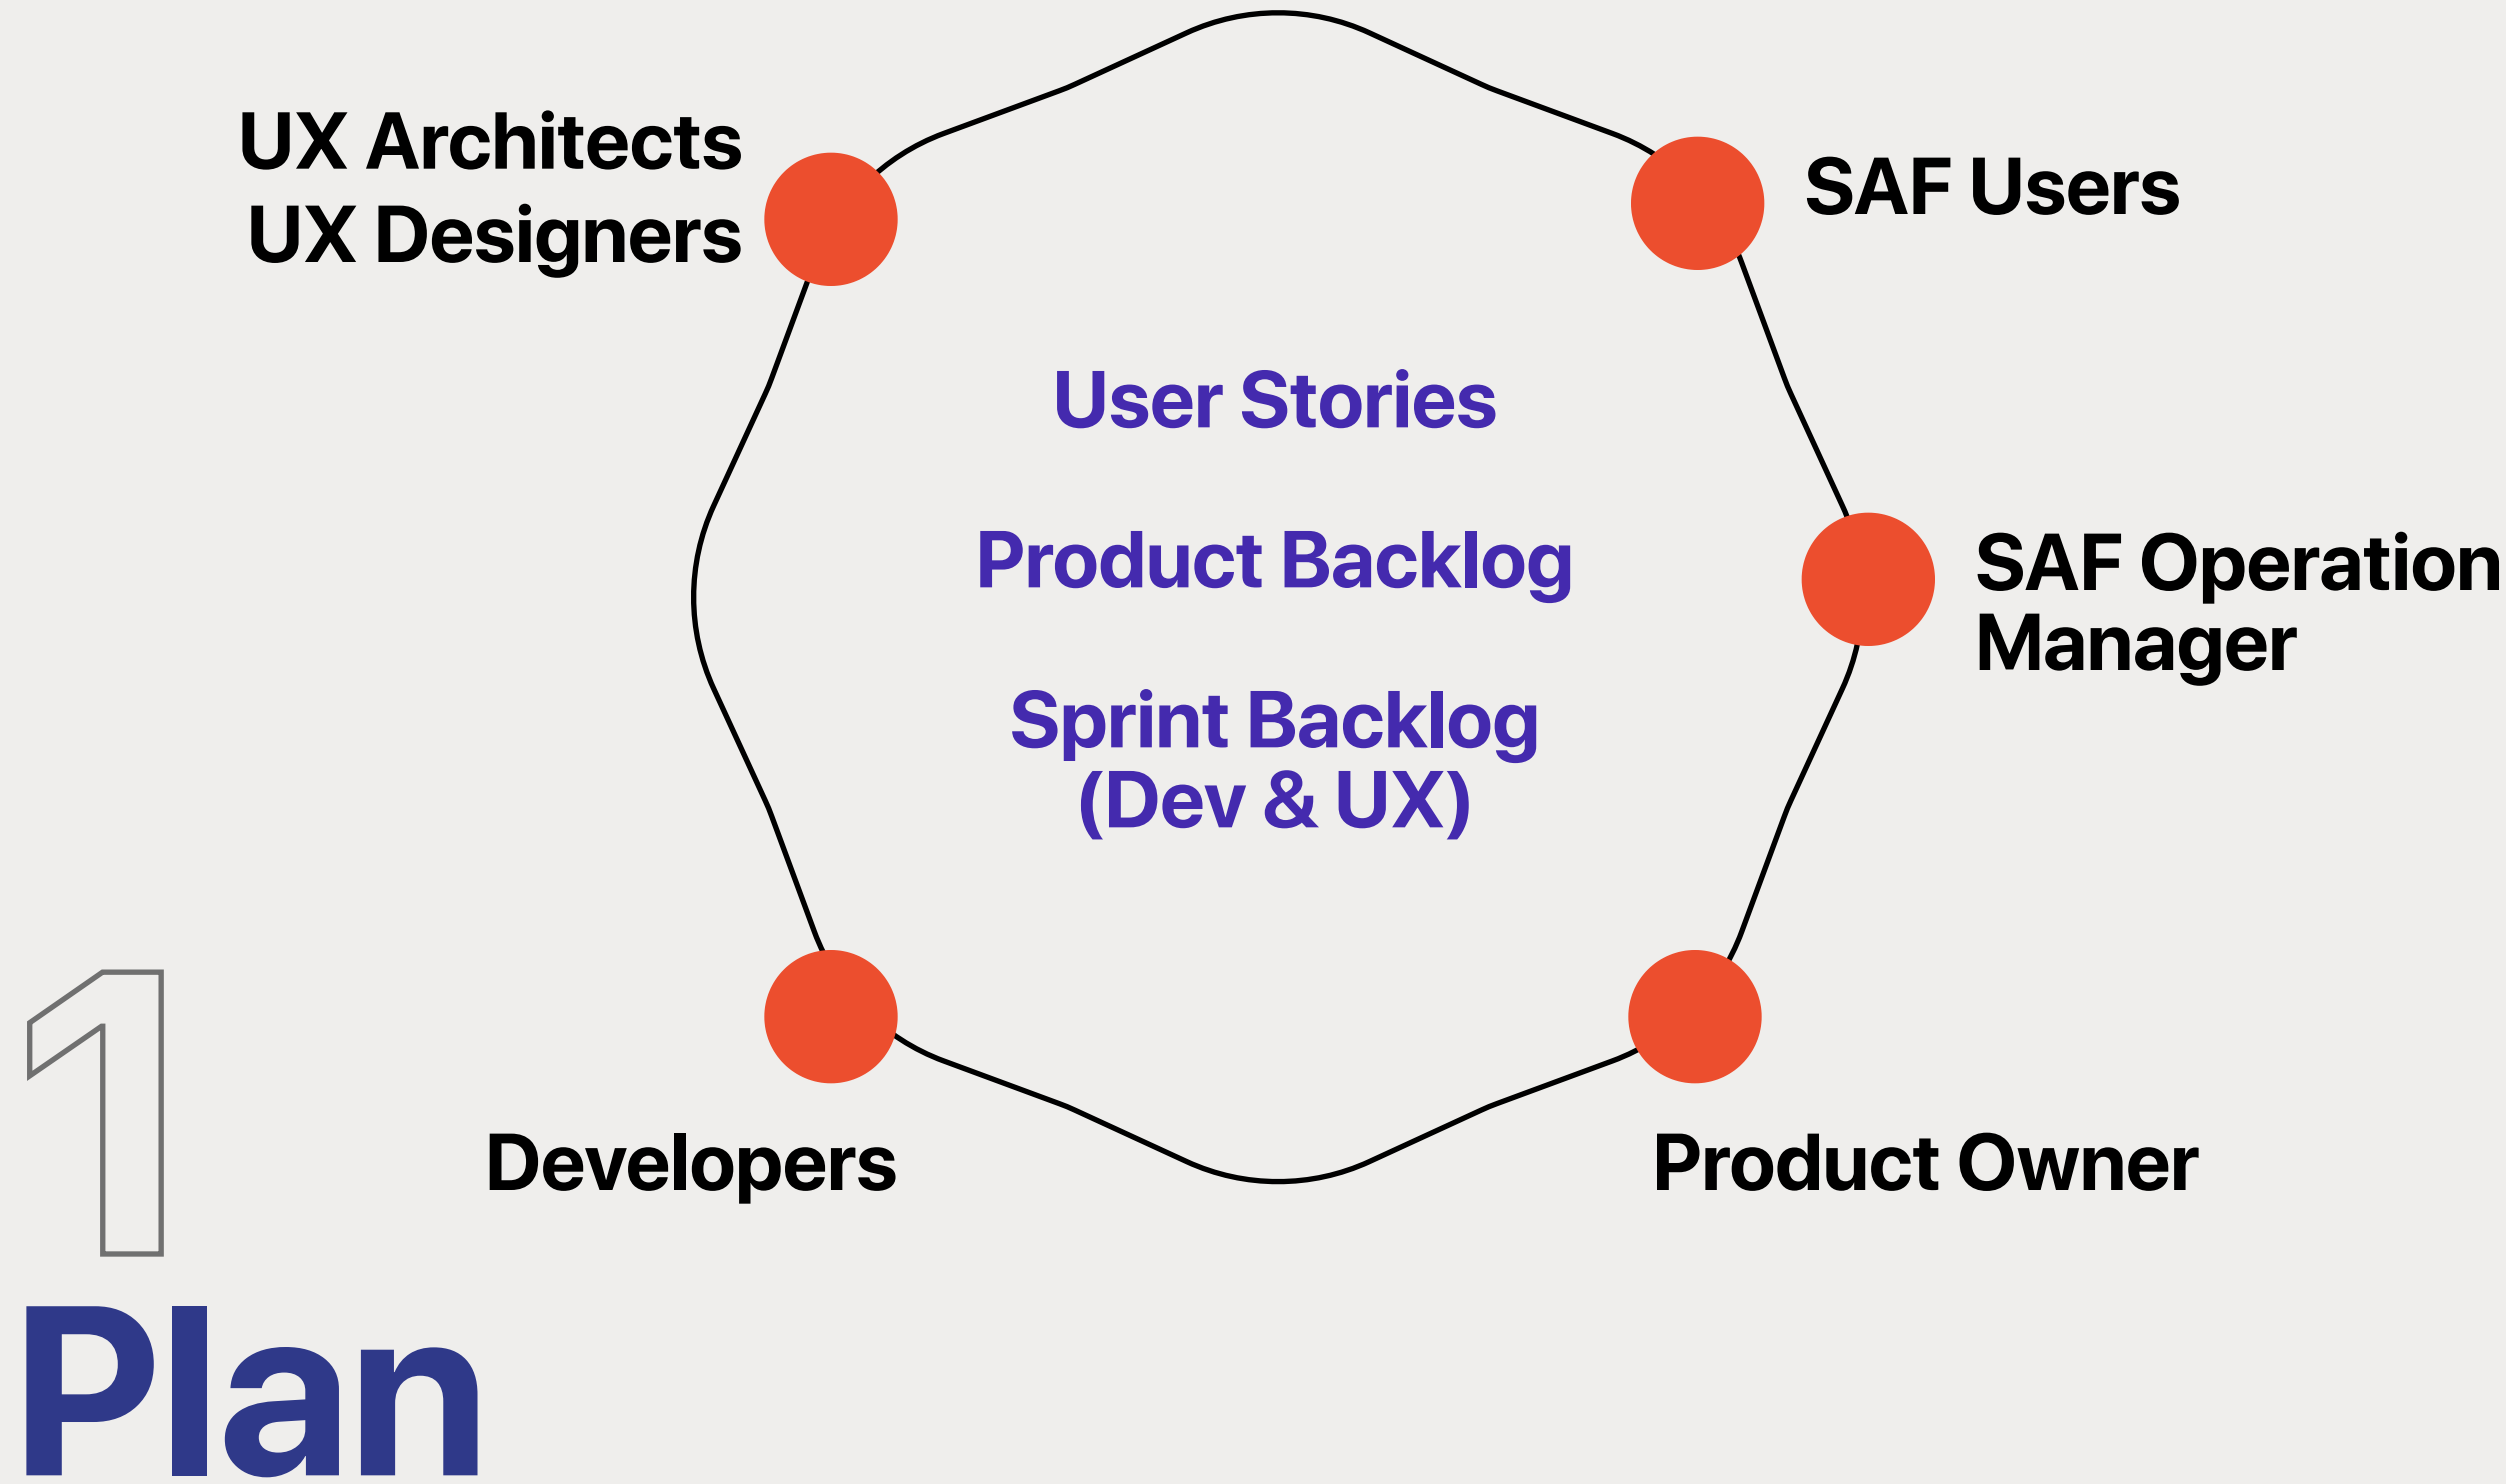 UX Architects
UX Designers
SAF Users
User Stories
Product Backlog
SAF Operation
Manager
Sprint Backlog
(Dev & UX)
Developers
Product Owner
1
Plan